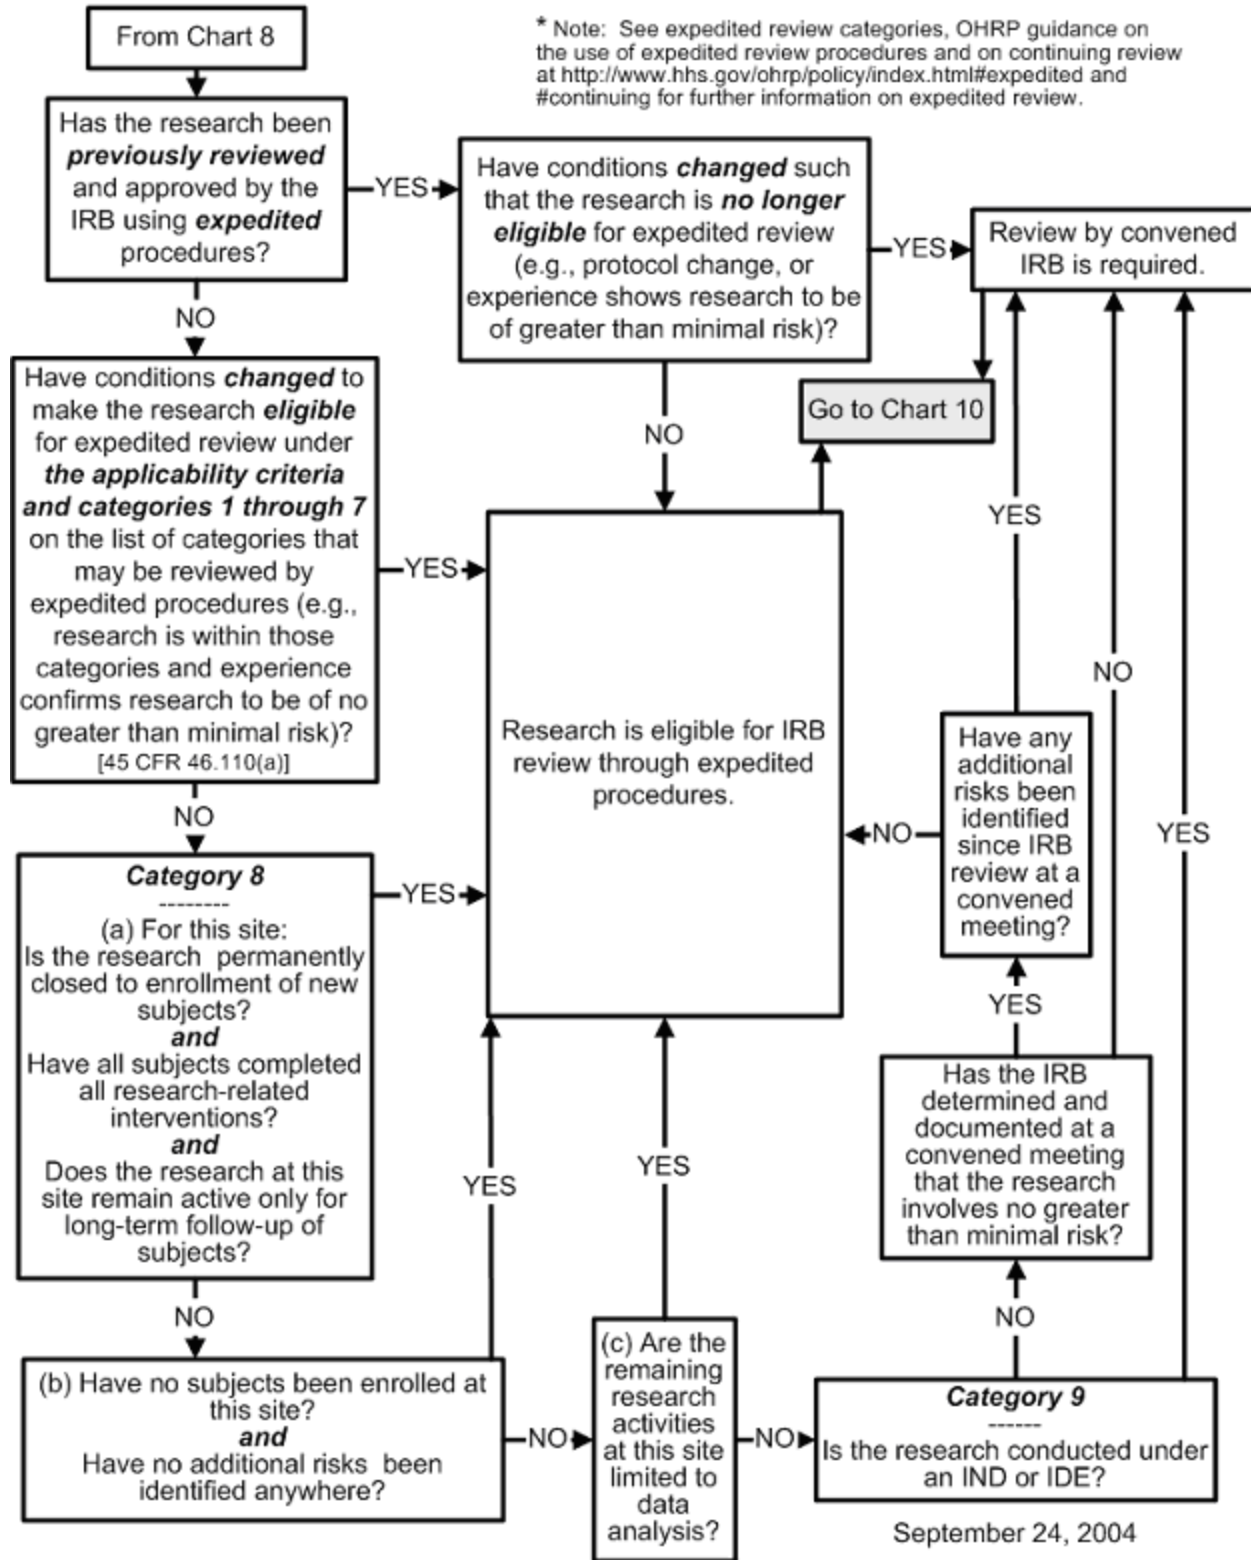 From Chart 8
* Note: See expedited review categories, OHRP guidance on
the use of expedited review procedures and on continuing review
at http://www.hhs.gov/ohrp/policy/index.html#expedited and
#continuing for further information on expedited review.
Has the research been
previously reviewed
and approved by the
IRB using expedited
procedures?
YES
Have conditions changed such
that the research is no longer
eligible for expedited review
(e.g., protocol change, or
experience shows research to be
of greater than minimal risk)?
YES
Review by convened
IRB is required.
NO
NO
Go to Chart 10
Have conditions changed to
make the research eligible
for expedited review under
the applicability criteria
and categories 1 through 7
on the list of categories that
may be reviewed by
expedited procedures (e.g.,
research is within those
categories and experience
confirms research to be of no
greater than minimal risk)?
[45 CFR 46.110(a)]
YES
Research is eligible for IRB
review through expedited
procedures.
YES
NO
YES
Have any
additional
risks been
identified
since IRB
review at a
convened
meeting?
NO
NO
Category 8
--------
(a) For this site:
Is the research permanently
closed to enrollment of new
subjects?
and
Have all subjects completed
all research-related
interventions?
and
Does the research at this
site remain active only for
long-term follow-up of
subjects?
YES
YES
Has the IRB
determined and
documented at a
convened meeting
that the research
involves no greater
than minimal risk?
YES
YES
NO
NO
(b) Have no subjects been enrolled at
this site?
and
Have no additional risks been
identified anywhere?
NO
(c) Are the
remaining
research
activities
at this site
limited to
data
analysis?
NO
Category 9
------
Is the research conducted under
an IND or IDE?
September 24, 2004